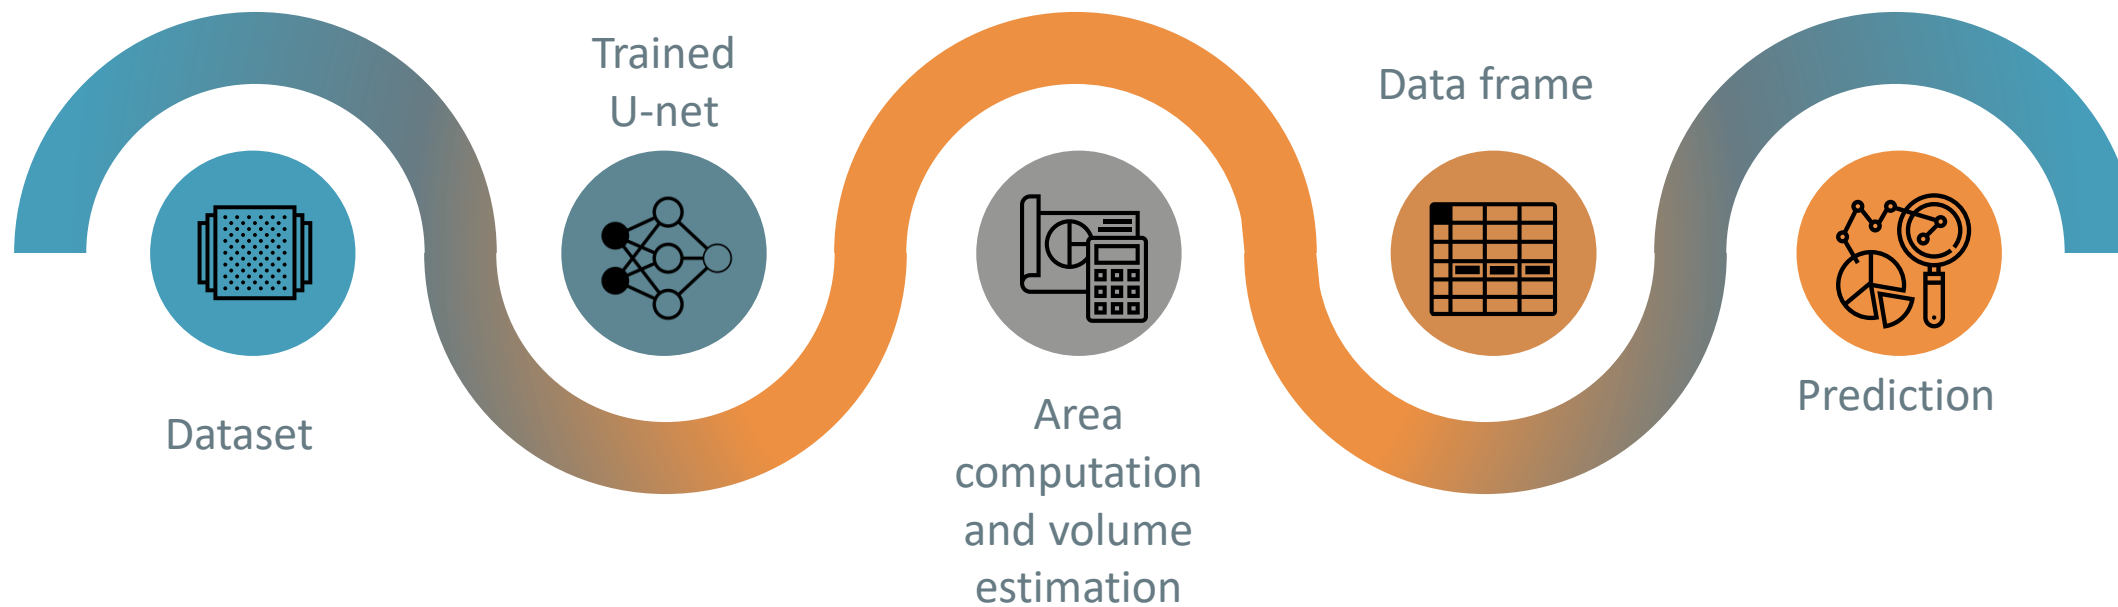 Dataset
Trained
U-net
Area
computation
and volume
estimation
Data frame
Prediction